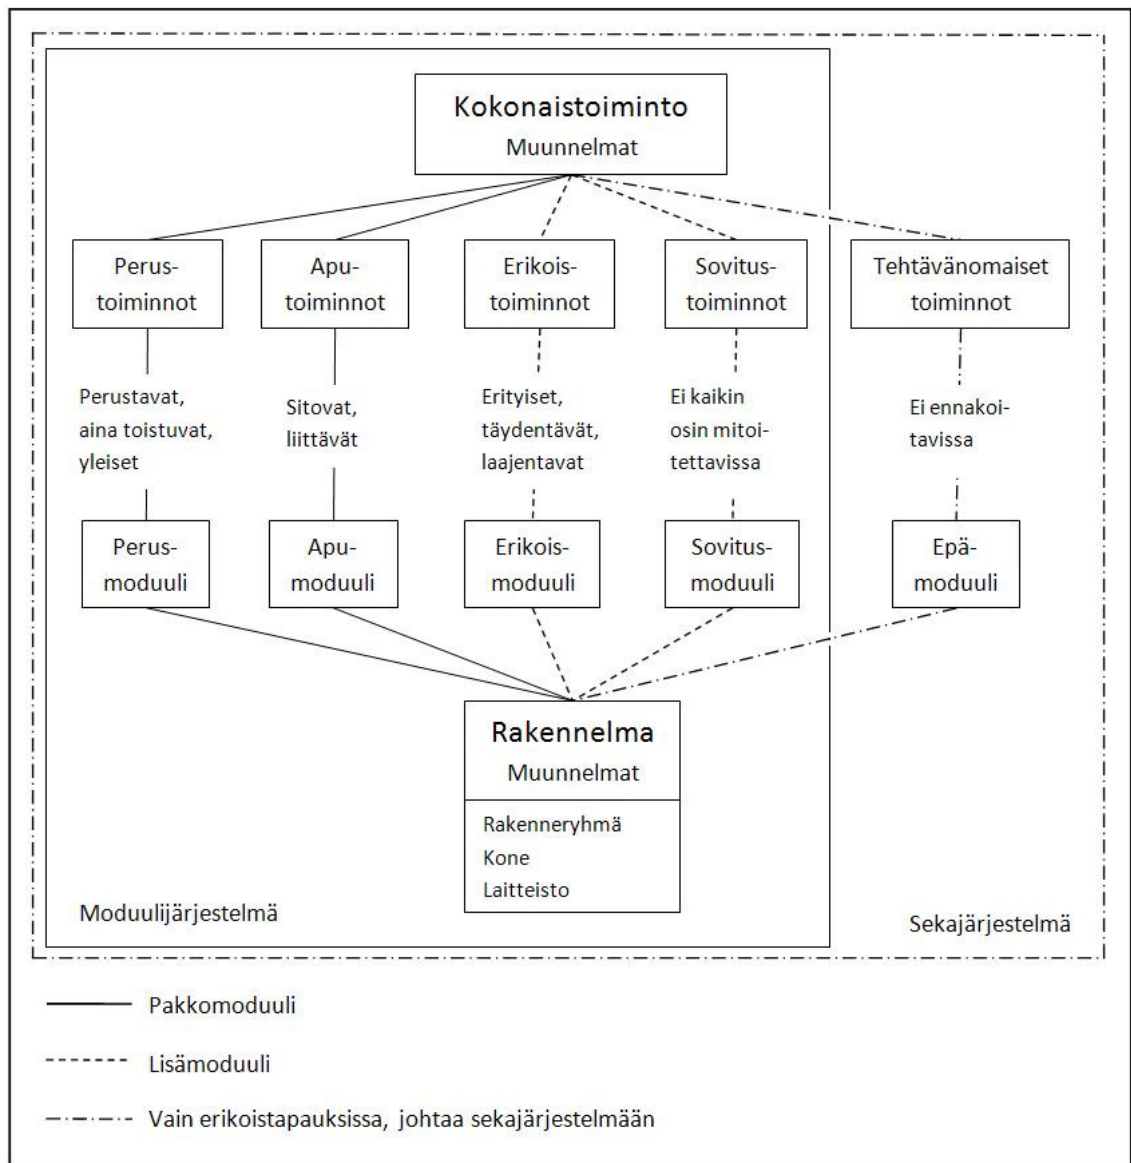 Kokonaistoiminto
Muunnelmat
Perus-
toiminnot
Apu-
toiminnot
Erikois-
toiminnot
Sovitus-
toiminnot
Tehtävänomaiset
toiminnot
Perustavat,
aina toistuvat,
yleiset
Sitovat,
liittävät
Erityiset,
täydentävät,
laajentavat
Ei kaikin
osin mitoi-
tettavissa
Ei ennakoi-
tavissa
Perus-
moduuli
Apu-
moduuli
Erikois-
moduuli
Sovitus-
moduuli
Epä-
moduuli
Rakennelma
Muunnelmat
Rakenneryhmä
Kone
Laitteisto
Moduulijärjestelmä
Sekajärjestelmä
Pakkomoduuli
Lisämoduuli
Vain erikoistapauksissa, johtaa sekajärjestelmään